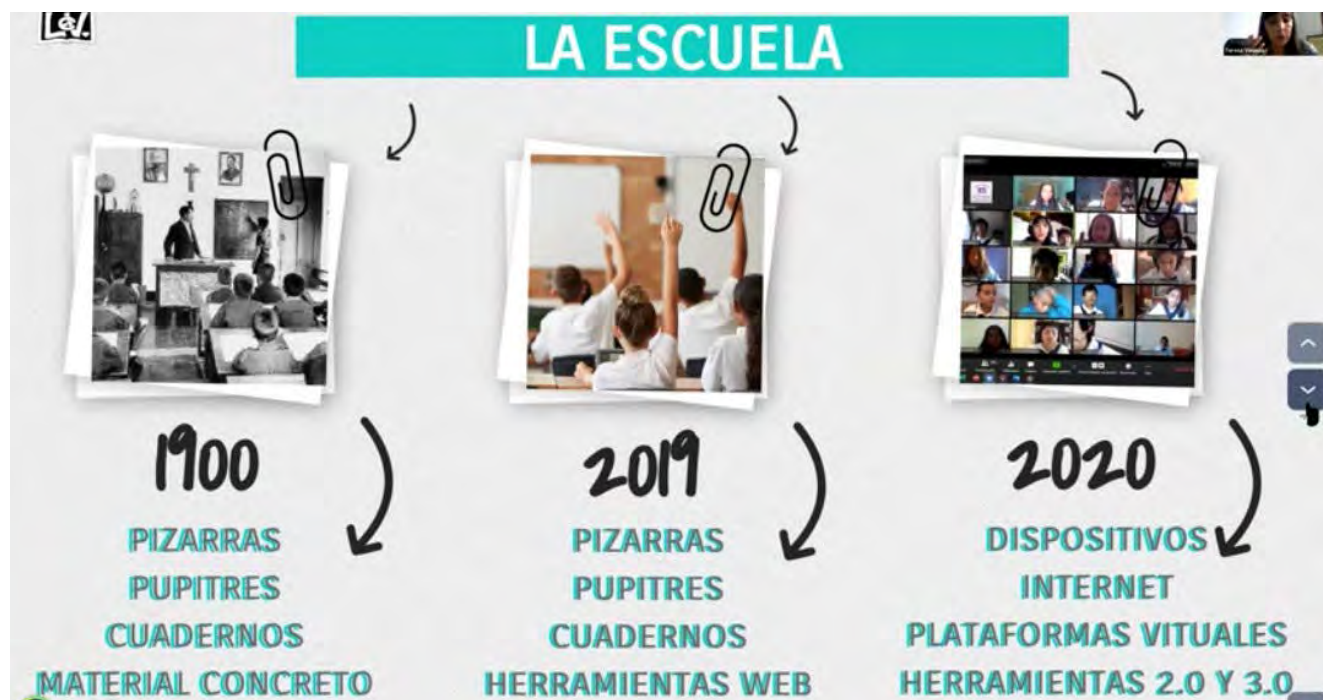 LA ESCUELA
1900
PIZARRAS
PUPITRES
CUADERNOS
MATERIAL CONCRETO
2019
PIZARRAS
PUPITRES
CUADERNOS
HERRAMIENTAS WEB
2020
DISPOSITIVOS
INTERNET
PLATAFORMAS VITUALES
HERRAMIENTAS 2.0 Y 3.0